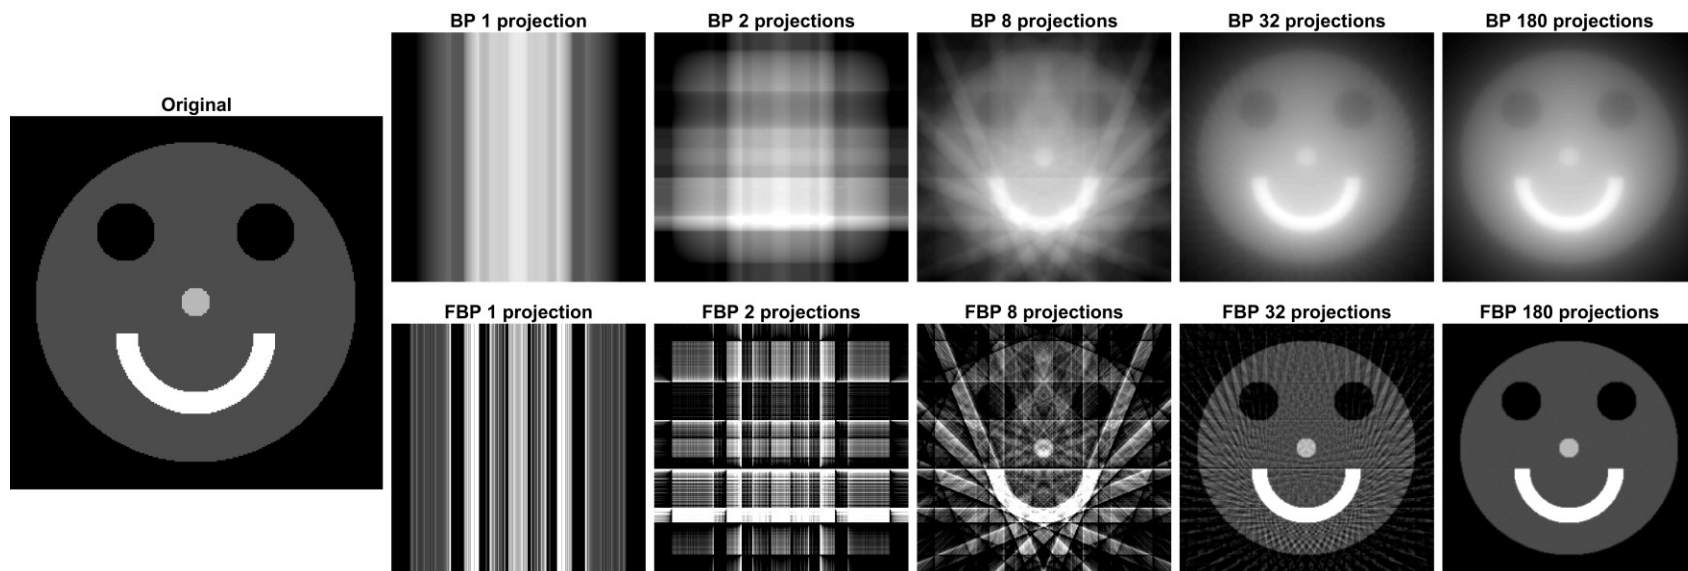 BP 1 projection
BP 2 projections
BP 8 projections
BP 32 projections
BP 180 projections
Original
FBP 1 projection
FBP 2 projections
FBP 8 projections
FBP 32 projections
FBP 180 projections